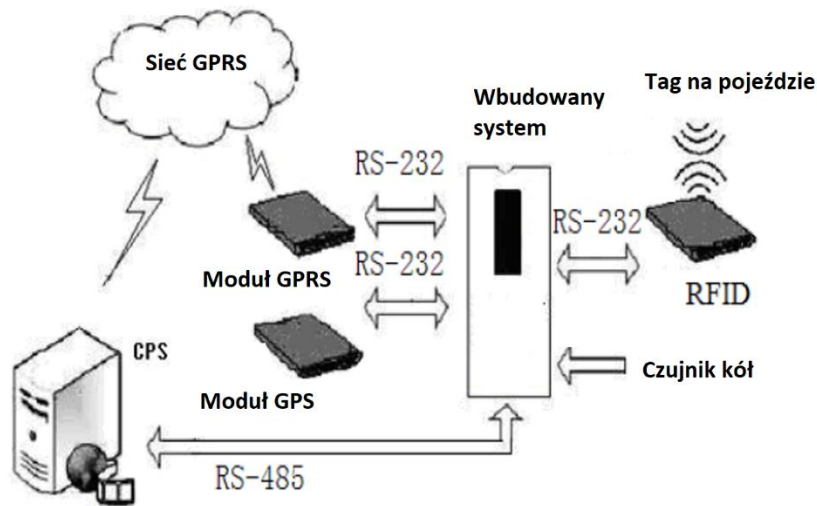 Sieć GPRS
Wbudowany
system
Tag na pojeździe
RS-232
RS-232
Moduł GPRS
RS-232
RFID
CPS
Czujnik kół
Moduł GPS
RS-485